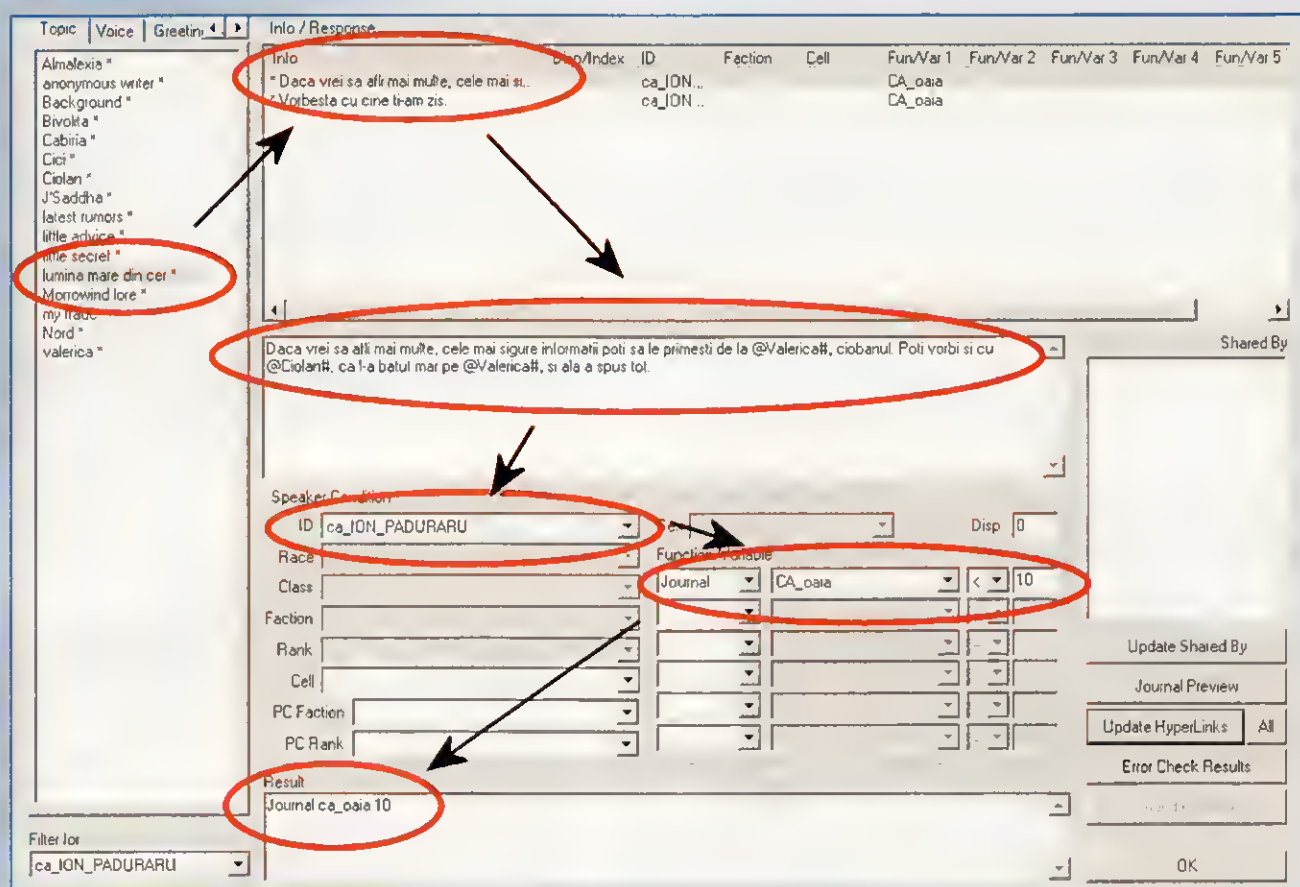 Topic Voice Greetin
Almalexia *
anonymous writer *
Background *
Bivolita *
Cabiria *
Cici *
Ciolan *
J'Saddha *
latest rumors *
little advice *
little secret *
lumina mare din cer *
Morrowind lore *
my trade
Nord *
valerica *
Filter for
ca_ION_PADURARU
Info / Response
Info Disp/Index ID Faction Cell Fun/Var 1 Fun/Var 2 Fun/Var 3 Fun/Var 4 Fun/Var 5
* Daca vrei sa afli mai multe, cele mai si... ca_ION... CA_oaia
* Vorbesta cu cine ti-am zis. ca_ION ... CA_oaia
Daca vrei sa afli mai multe, cele mai sigure informatii poti sa le primesti de la @Valerica#, ciobanul. Poti vorbi si cu
@Ciolan#, ca l-a batut mar pe @Valerica#, si ala a spus tot.
Shared By
Speaker Condition
ID ca_ION_PADURARU
Sex
Disp 0
Race
Class
Faction
Rank
Cell
PC Faction
PC Rank
Function/Variable
Journal CA_oaia < 10
Result
Journal ca_oaia 10
Update Shared By
Journal Preview
Update HyperLinks All
Error Check Results
OK